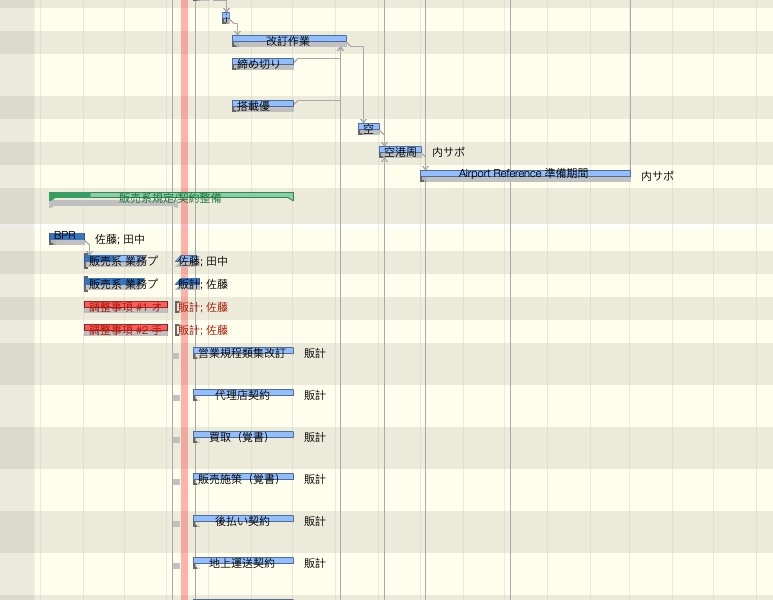 改訂作業
締め切り
搭載優
空
空港周 内サポ
Airport Reference 準備期間 内サポ
販売系規定/契約整備
BPR 佐藤; 田中
販売系 業務プ 佐藤; 田中
販売系 業務プ 販計; 佐藤
調整事項 #1 オ 販計; 佐藤
調整事項 #2 手 販計; 佐藤
営業規程類集改訂 販計
代理店契約 販計
買取（覚書） 販計
販売施策（覚書） 販計
後払い契約 販計
地上運送契約 販計